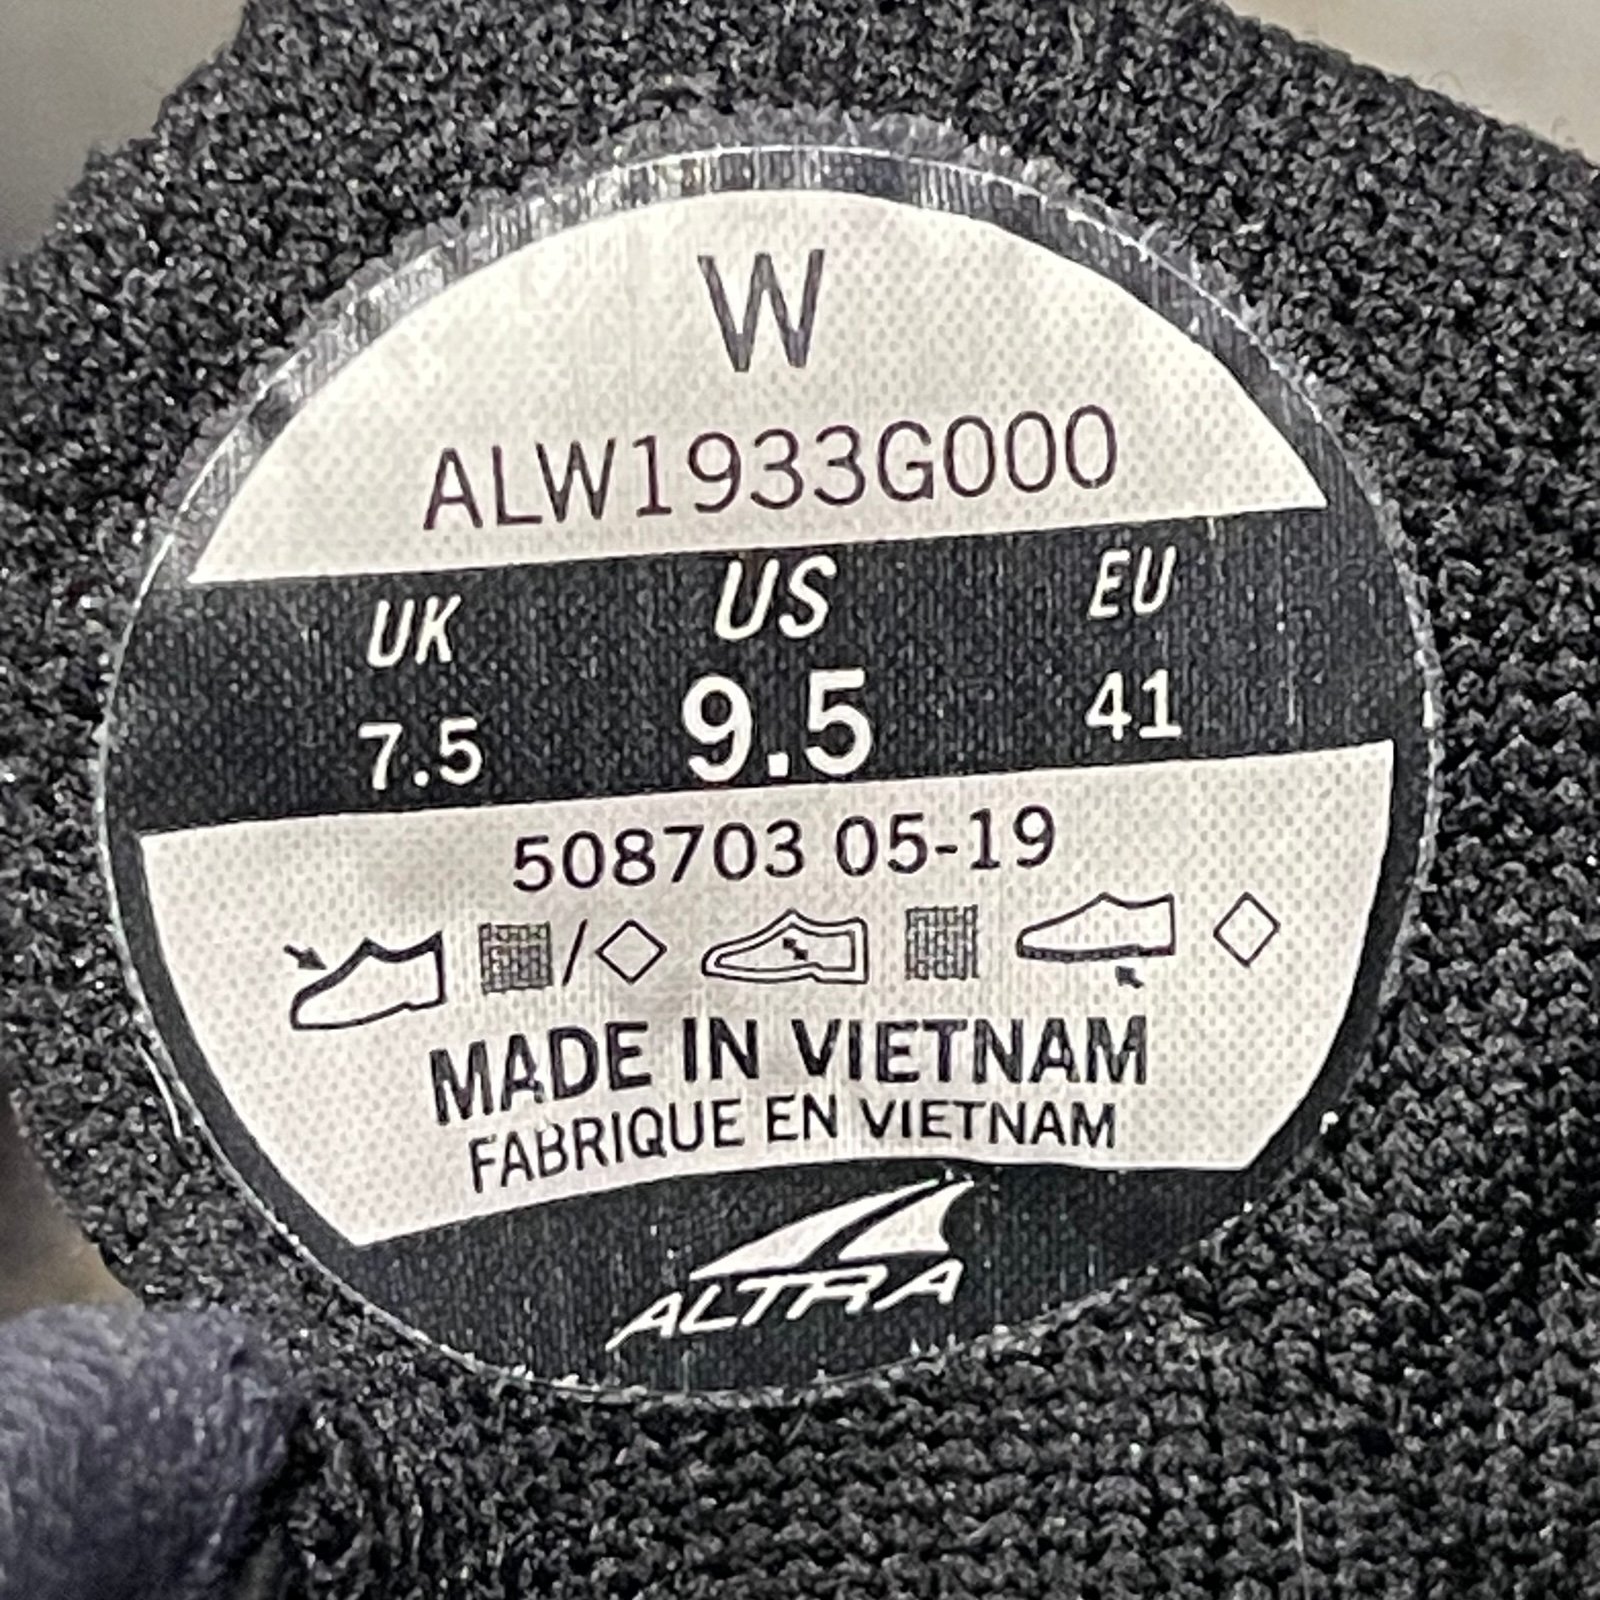 W
ALW1933G000
UK US EU
7.5 9.5 41
508703 05-19
/
MADE IN VIETNAM
FABRIQUE EN VIETNAM
ALTRA